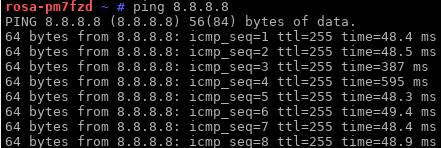 rosa-pm7fzd ~ # ping 8.8.8.8
PING 8.8.8.8 (8.8.8.8) 56(84) bytes of data.
64 bytes from 8.8.8.8: icmp_seq=1 ttl=255 time=48.4 ms
64 bytes from 8.8.8.8: icmp_seq=2 ttl=255 time=48.5 ms
64 bytes from 8.8.8.8: icmp_seq=3 ttl=255 time=387 ms
64 bytes from 8.8.8.8: icmp_seq=4 ttl=255 time=595 ms
64 bytes from 8.8.8.8: icmp_seq=5 ttl=255 time=48.3 ms
64 bytes from 8.8.8.8: icmp_seq=6 ttl=255 time=49.4 ms
64 bytes from 8.8.8.8: icmp_seq=7 ttl=255 time=48.4 ms
64 bytes from 8.8.8.8: icmp_seq=8 ttl=255 time=48.9 ms